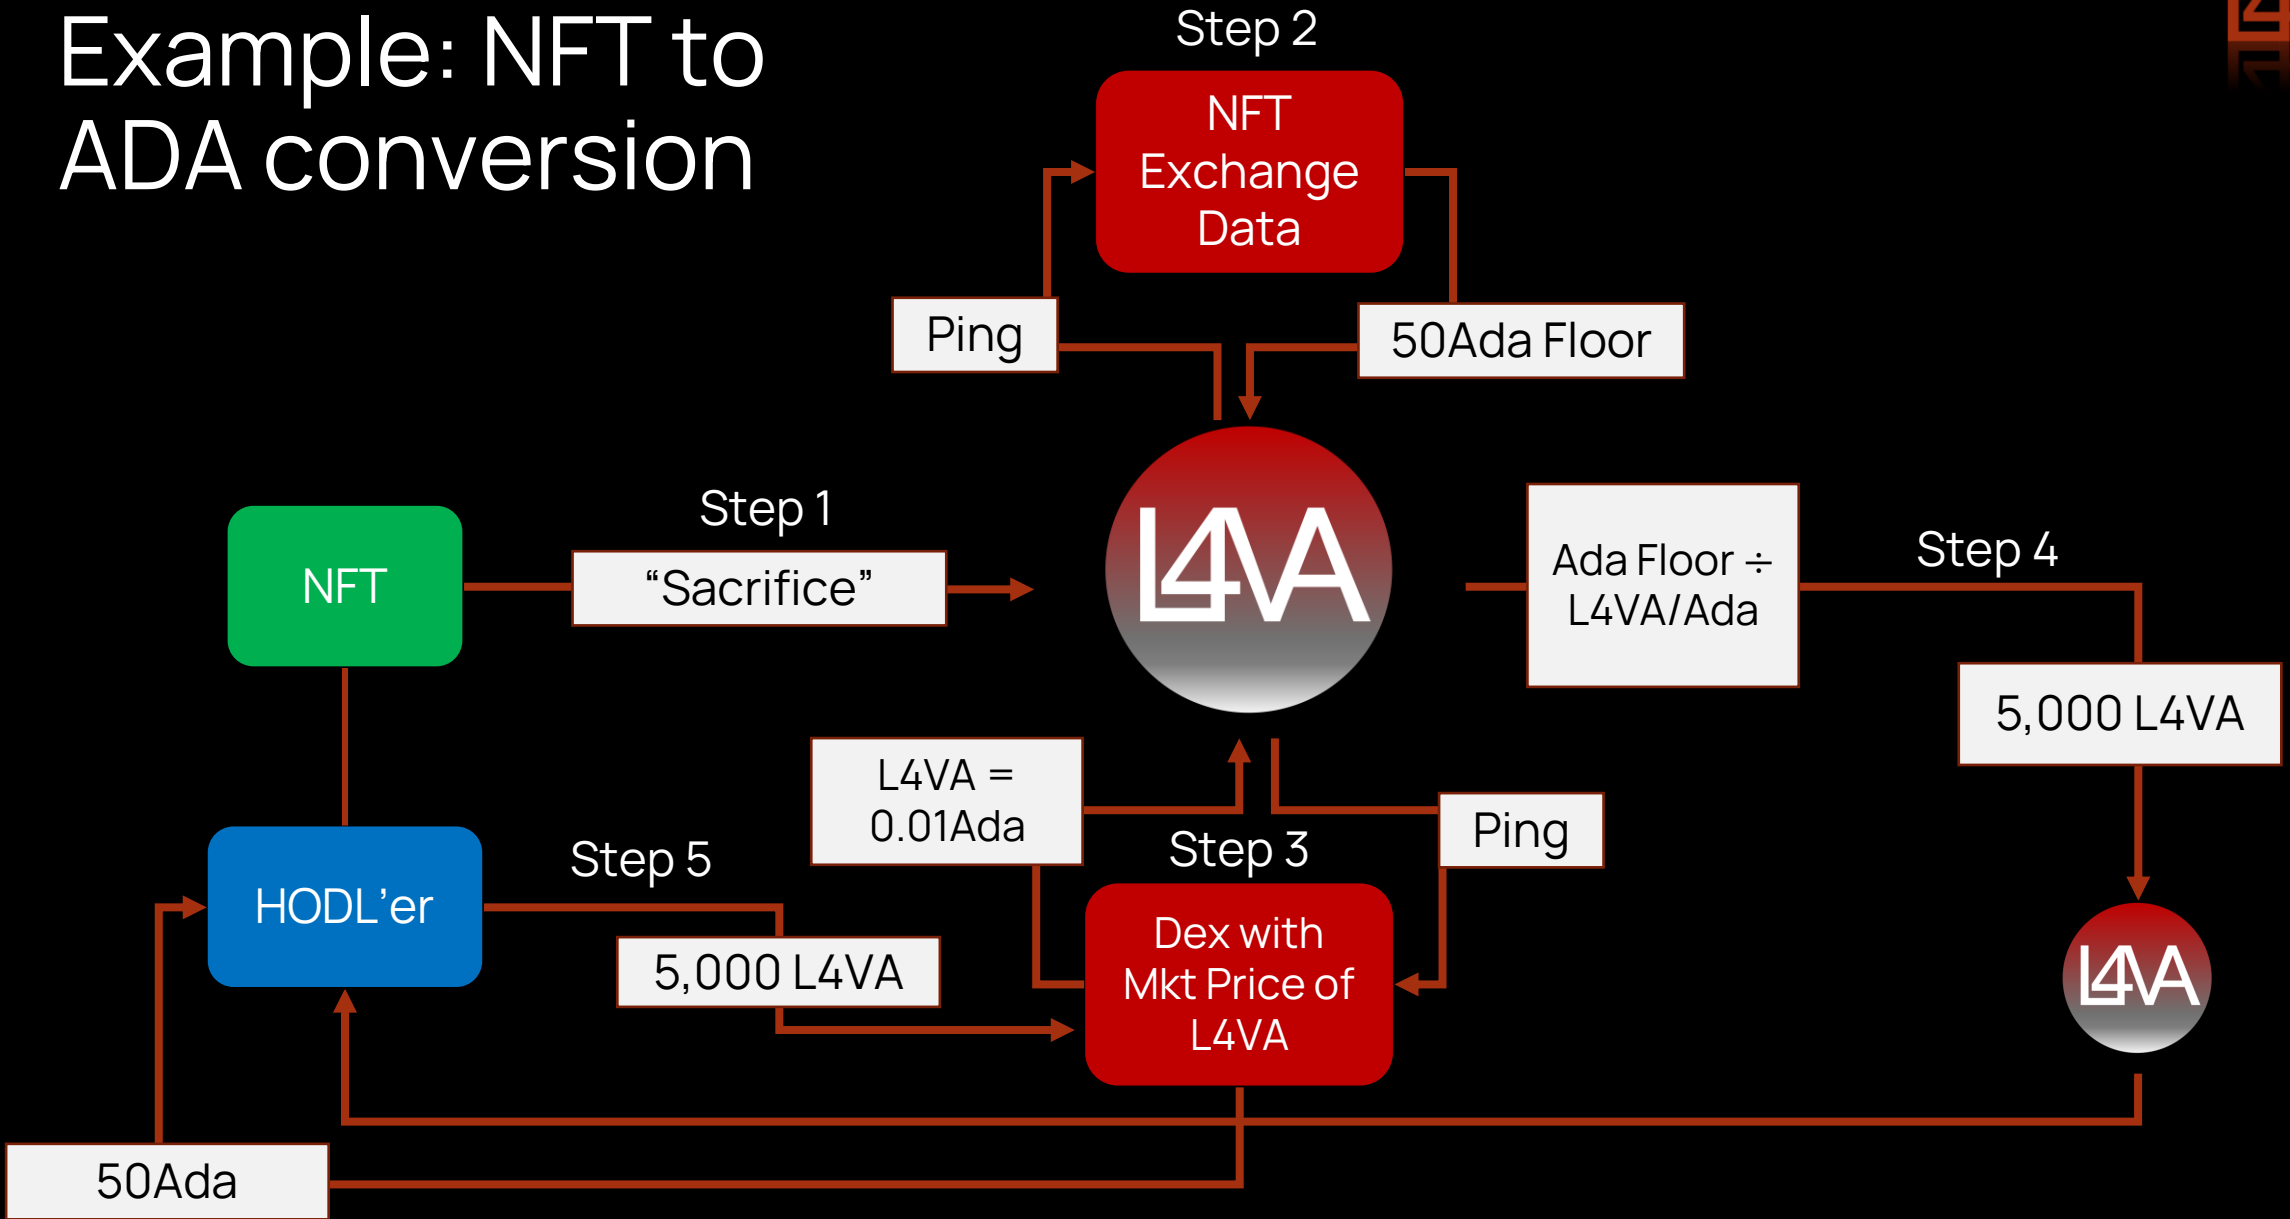 Example: NFT to
ADA conversion
Step 2
NFT
Exchange
Data
Ping
50Ada Floor
Step 1
NFT
“Sacrifice”
L4VA
Ada Floor ÷
L4VA/Ada
Step 4
5,000 L4VA
L4VA =
0.01Ada
Ping
Step 3
HODL’er
Step 5
5,000 L4VA
Dex with
Mkt Price of
L4VA
L4VA
50Ada